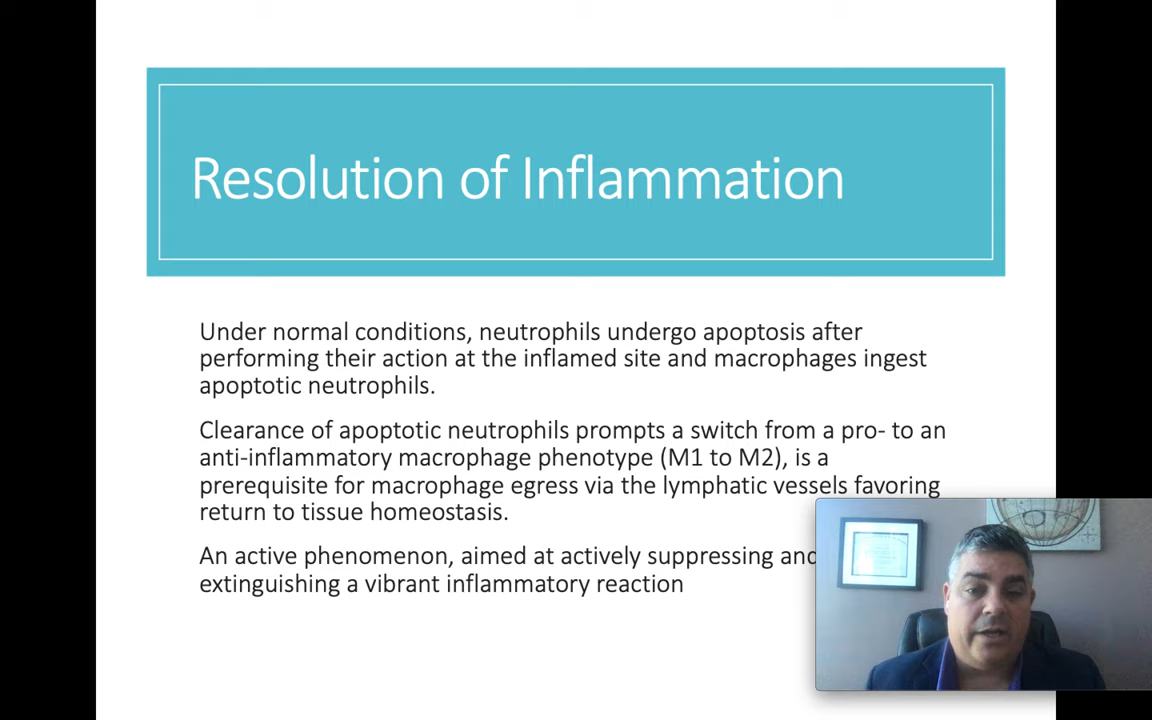 Resolution of Inflammation
Under normal conditions, neutrophils undergo apoptosis after
performing their action at the inflamed site and macrophages ingest
apoptotic neutrophils.
Clearance of apoptotic neutrophils prompts a switch from a pro- to an
anti-inflammatory macrophage phenotype (M1 to M2), is a
prerequisite for macrophage egress via the lymphatic vessels favoring
return to tissue homeostasis.
An active phenomenon, aimed at actively suppressing and
extinguishing a vibrant inflammatory reaction